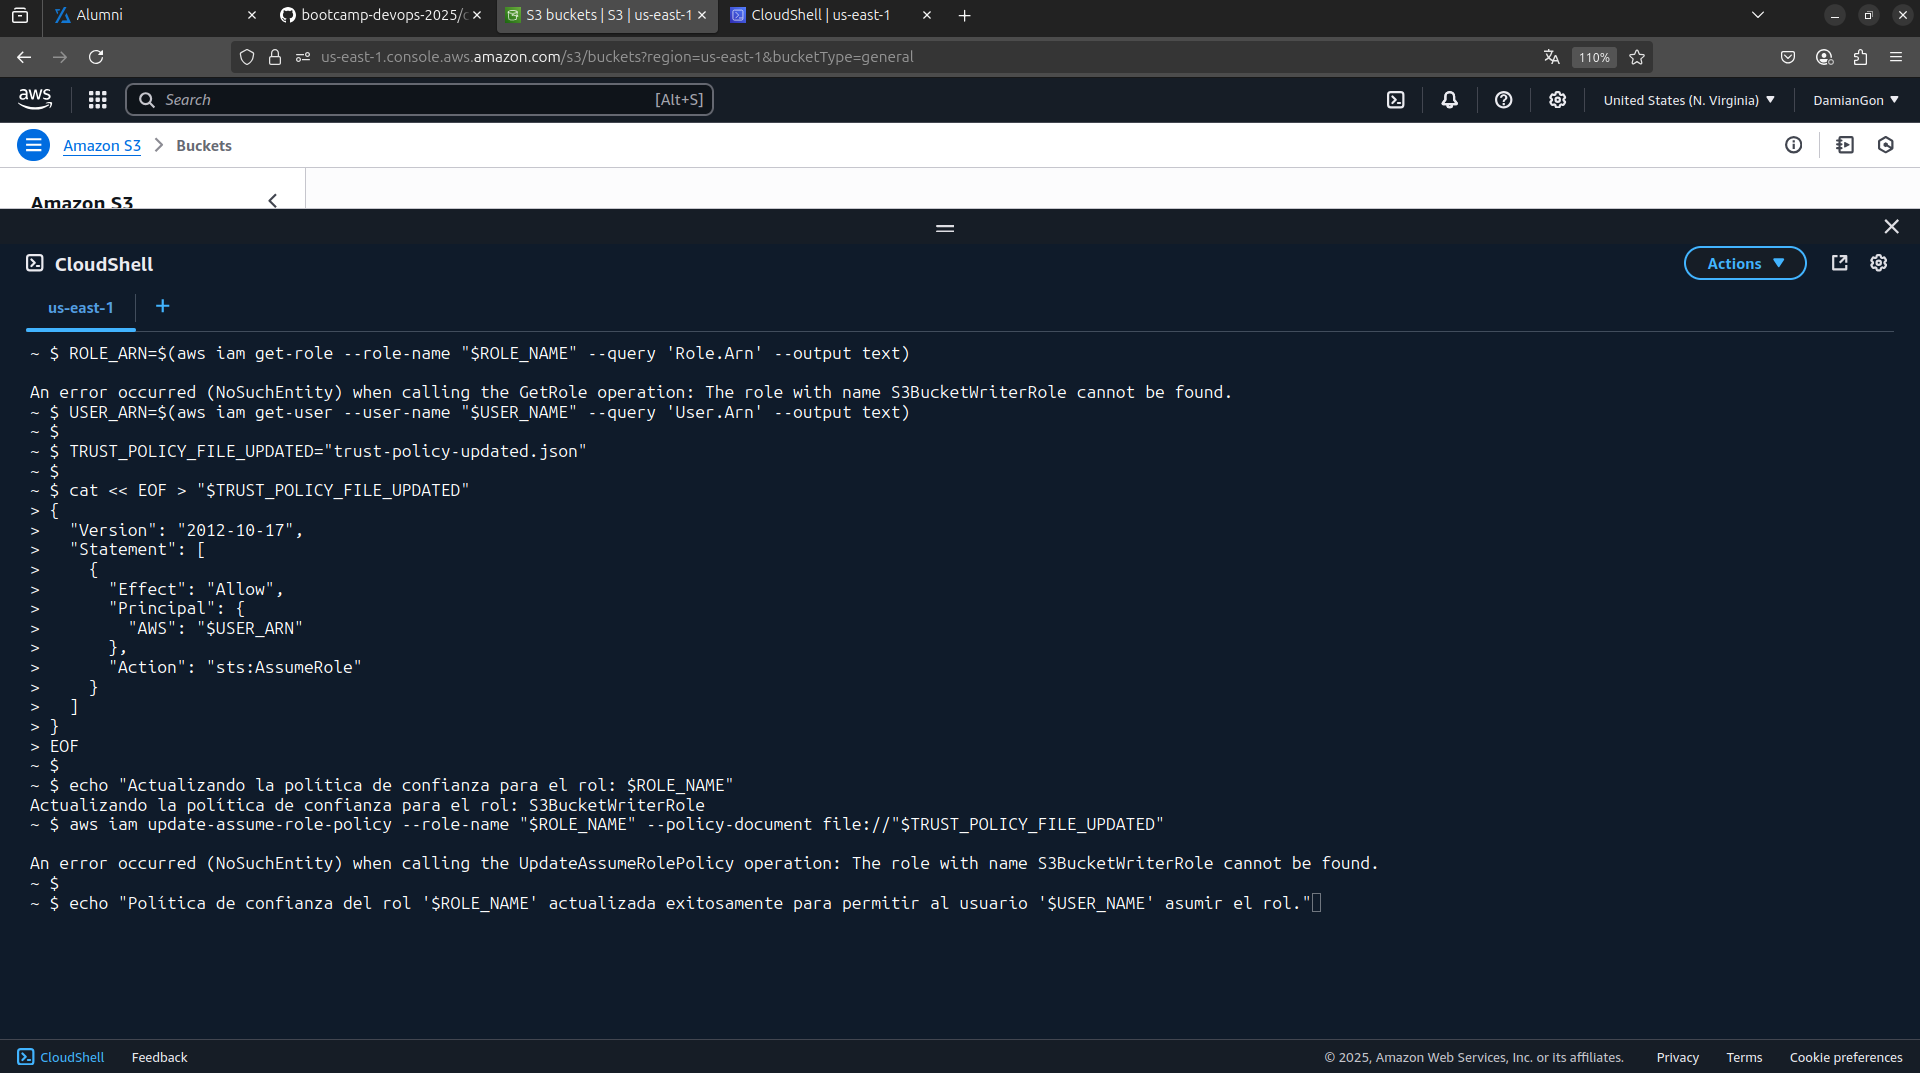 Alumni
bootcamp-devops-2025/c
S3 buckets | S3 | us-east-1
CloudShell | us-east-1
us-east-1.console.aws.amazon.com/s3/buckets?region=us-east-1&bucketType=general
110%
aws
Search
[Alt+S]
United States (N. Virginia)
DamianGon
Amazon S3
Buckets
Amazon S3
CloudShell
Actions
us-east-1
~ $ ROLE_ARN=$(aws iam get-role --role-name "$ROLE_NAME" --query 'Role.Arn' --output text)
An error occurred (NoSuchEntity) when calling the GetRole operation: The role with name S3BucketWriterRole cannot be found.
~ $ USER_ARN=$(aws iam get-user --user-name "$USER_NAME" --query 'User.Arn' --output text)
~ $
~ $ TRUST_POLICY_FILE_UPDATED="trust-policy-updated.json"
~ $
~ $ cat << EOF > "$TRUST_POLICY_FILE_UPDATED"
> {
>   "Version": "2012-10-17",
>   "Statement": [
>     {
>       "Effect": "Allow",
>       "Principal": {
>         "AWS": "$USER_ARN"
>       },
>       "Action": "sts:AssumeRole"
>     }
>   ]
> }
> EOF
~ $
~ $ echo "Actualizando la política de confianza para el rol: $ROLE_NAME"
Actualizando la política de confianza para el rol: S3BucketWriterRole
~ $ aws iam update-assume-role-policy --role-name "$ROLE_NAME" --policy-document file://"$TRUST_POLICY_FILE_UPDATED"
An error occurred (NoSuchEntity) when calling the UpdateAssumeRolePolicy operation: The role with name S3BucketWriterRole cannot be found.
~ $
~ $ echo "Política de confianza del rol '$ROLE_NAME' actualizada exitosamente para permitir al usuario '$USER_NAME' asumir el rol."
CloudShell
Feedback
© 2025, Amazon Web Services, Inc. or its affiliates.
Privacy
Terms
Cookie preferences